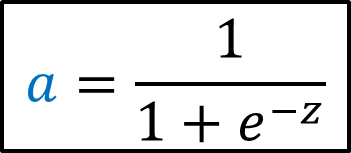 a = 1 / (1 + e^{-z})